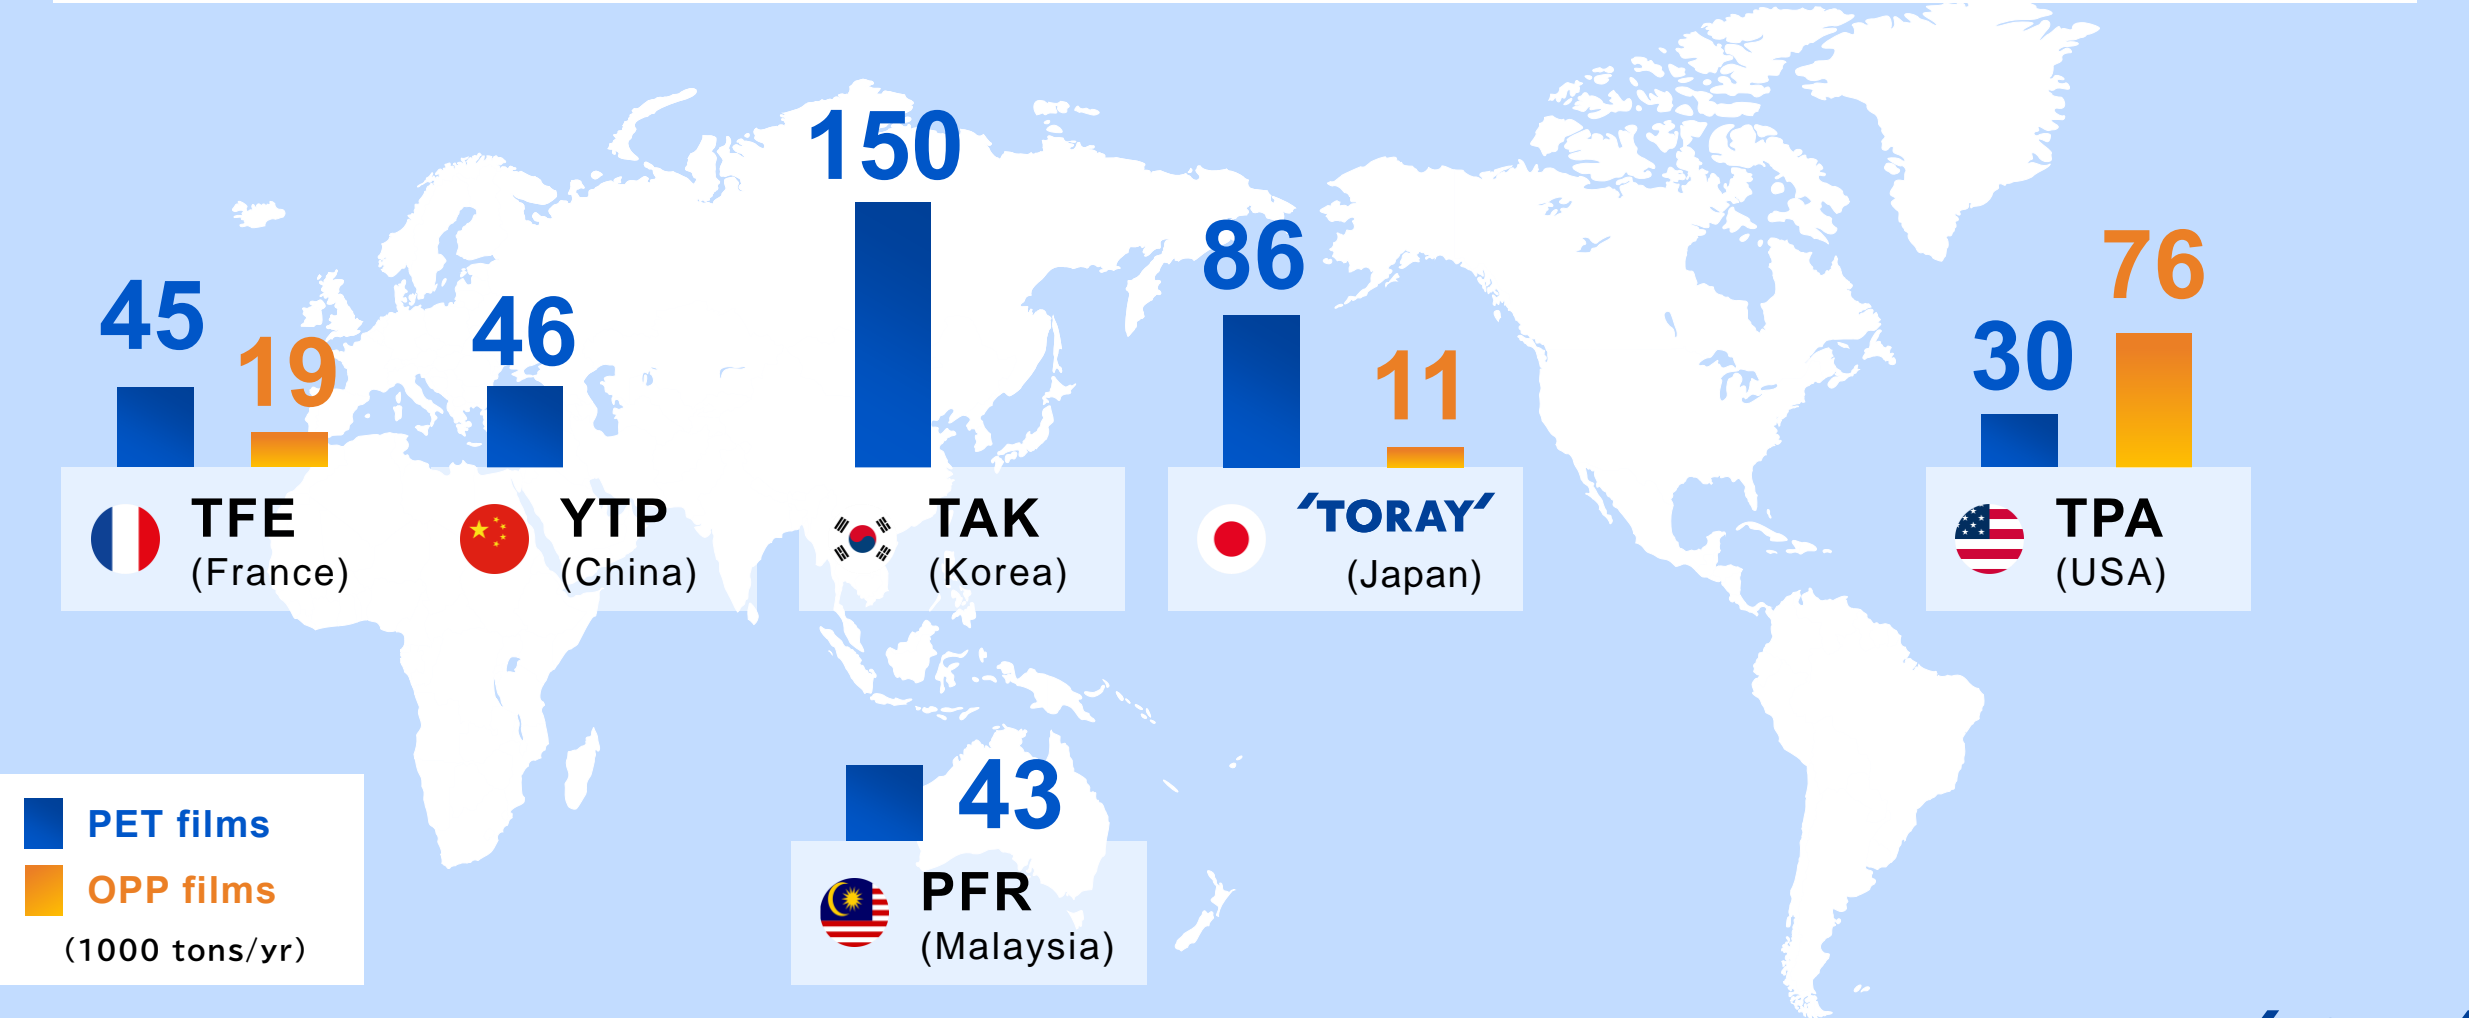 150
86
76
45
46
30
19
11
TFE
(France)
YTP
(China)
TAK
(Korea)
'TORAY'
(Japan)
TPA
(USA)
43
PFR
(Malaysia)
PET films
OPP films
(1000 tons/yr)